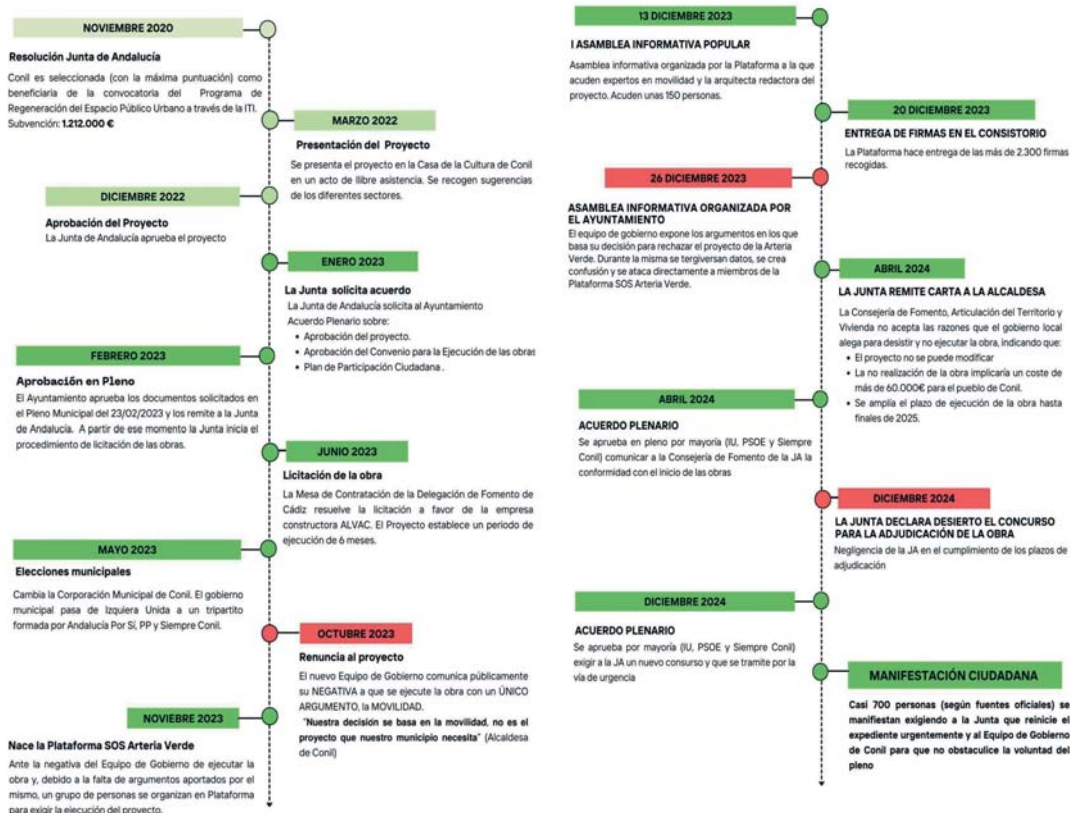 NOVIEMBRE 2020
Resolución Junta de Andalucía
Conil es seleccionada (con la máxima puntuación) como
beneficiaria de la convocatoria del Programa de
Regeneración del Espacio Público Urbano a través de la ITI.
Subvención: 1.212.000 €
MARZO 2022
Presentación del Proyecto
Se presenta el proyecto en la Casa de la Cultura de Conil
en un acto de llibre asistencia. Se recogen sugerencias
de los diferentes sectores.
DICIEMBRE 2022
Aprobación del Proyecto
La Junta de Andalucía aprueba el proyecto
ENERO 2023
La Junta solicita acuerdo
La Junta de Andalucía solicita al Ayuntamiento
Acuerdo Plenario sobre:
• Aprobación del proyecto.
• Aprobación del Convenio para la Ejecución de las obras
• Plan de Participación Ciudadana .
FEBRERO 2023
Aprobación en Pleno
El Ayuntamiento aprueba los documentos solicitados en
el Pleno Municipal del 23/02/2023 y los remite a la Junta
de Andalucía. A partir de ese momento la Junta inicia el
procedimiento de licitación de las obras.
JUNIO 2023
Licitación de la obra
La Mesa de Contratación de la Delegación de Fomento de
Cádiz resuelve la licitación a favor de la empresa
constructora ALVAC. El Proyecto establece un periodo de
ejecución de 6 meses.
MAYO 2023
Elecciones municipales
Cambia la Corporación Municipal de Conil. El gobierno
municipal pasa de Izquiera Unida a un tripartito
formada por Andalucía Por Sí, PP y Siempre Conil.
OCTUBRE 2023
Renuncia al proyecto
El nuevo Equipo de Gobierno comunica públicamente
su NEGATIVA a que se ejecute la obra con un ÚNICO
ARGUMENTO, la MOVILIDAD.
"Nuestra decisión se basa en la movilidad, no es el
proyecto que nuestro municipio necesita" (Alcaldesa
de Conil)
NOVIEBRE 2023
Nace la Plataforma SOS Arteria Verde
Ante la negativa del Equipo de Gobierno de ejecutar la
obra y, debido a la falta de argumentos aportados por el
mismo, un grupo de personas se organizan en Plataforma
para exigir la ejecución del proyecto.
13 DICIEMBRE 2023
I ASAMBLEA INFORMATIVA POPULAR
Asamblea informativa organizada por la Plataforma a la que
acuden expertos en movilidad y la arquitecta redactora del
proyecto. Acuden unas 150 personas.
20 DICIEMBRE 2023
ENTREGA DE FIRMAS EN EL CONSISTORIO
La Plataforma hace entrega de las más de 2.300 firmas
recogidas.
26 DICIEMBRE 2023
ASAMBLEA INFORMATIVA ORGANIZADA POR
EL AYUNTAMIENTO
El equipo de gobierno expone los argumentos en los que
basa su decisión para rechazar el proyecto de la Arteria
Verde. Durante la misma se tergiversan datos, se crea
confusión y se ataca directamente a miembros de la
Plataforma SOS Arteria Verde.
ABRIL 2024
LA JUNTA REMITE CARTA A LA ALCALDESA
La Consejería de Fomento, Articulación del Territorio y
Vivienda no acepta las razones que el gobierno local
alega para desistir y no ejecutar la obra, indicando que:
• El proyecto no se puede modificar
• La no realización de la obra implicaría un coste de
más de 60.000€ para el pueblo de Conil.
• Se amplía el plazo de ejecución de la obra hasta
finales de 2025.
ABRIL 2024
ACUERDO PLENARIO
Se aprueba en pleno por mayoría (IU, PSOE y Siempre
Conil) comunicar a la Consejería de Fomento de la JA la
conformidad con el inicio de las obras
DICIEMBRE 2024
LA JUNTA DECLARA DESIERTO EL CONCURSO
PARA LA ADJUDICACIÓN DE LA OBRA
Negligencia de la JA en el cumplimiento de los plazos de
adjudicación
DICIEMBRE 2024
ACUERDO PLENARIO
Se aprueba por mayoría (IU, PSOE y Siempre Conil)
exigir a la JA un nuevo consurso y que se tramite por la
vía de urgencia
MANIFESTACIÓN CIUDADANA
Casi 700 personas (según fuentes oficiales) se
manifiestan exigiendo a la Junta que reinicie el
expediente urgentemente y al Equipo de Gobierno
de Conil para que no obstaculice la voluntad del
pleno